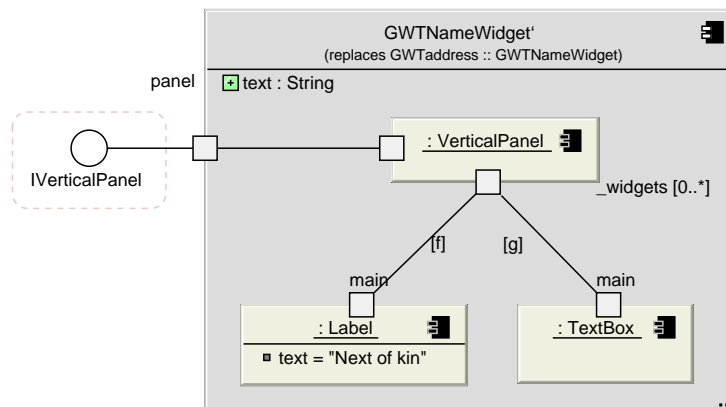 GWTNameWidget‘
(replaces GWTaddress :: GWTNameWidget)
panel
text : String
: VerticalPanel
IVerticalPanel
_widgets [0..*]
[f] [g]
main main
: Label : TextBox
text = "Next of kin"